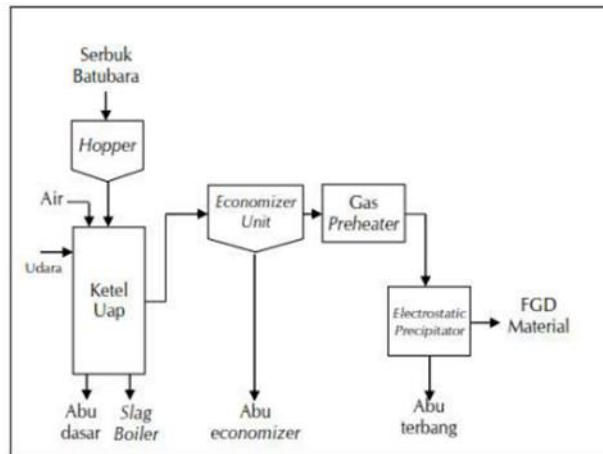 Serbuk
Batubara
Hopper
Air
Udara
Ketel
Uap
Economizer
Unit
Gas
Preheater
Electrostatic
Precipitator
FGD
Material
Abu
dasar
Slag
Boiler
Abu
economizer
Abu
terbang